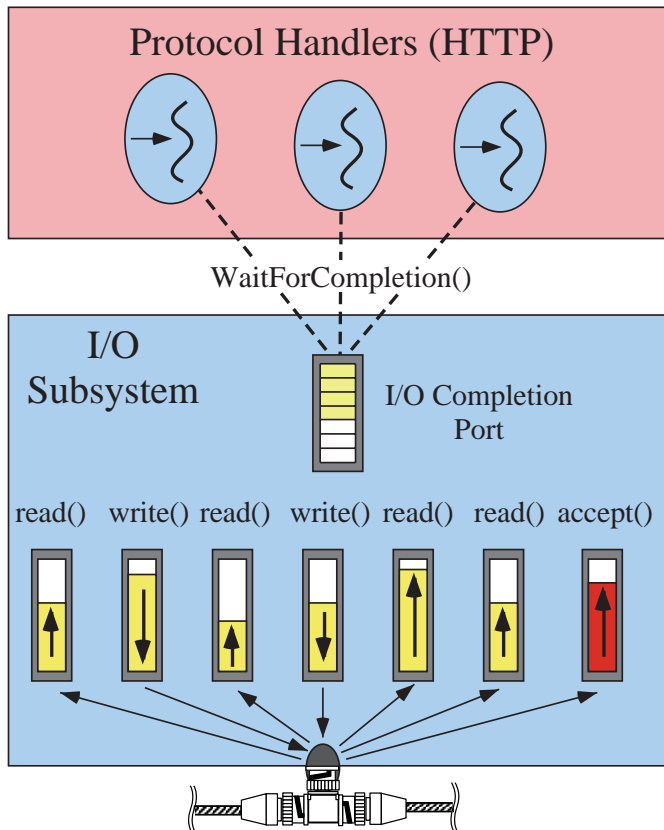 Protocol Handlers (HTTP)
WaitForCompletion()
I/O
Subsystem
I/O Completion
Port
read() write() read() write() read() read() accept()